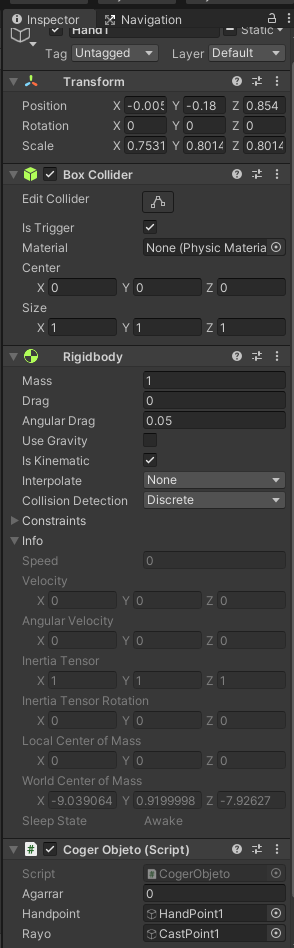 Inspector Navigation
Hand1 Static
Tag Untagged Layer Default
Transform
Position X -0.005 Y -0.18 Z 0.854
Rotation X 0 Y 0 Z 0
Scale X 0.7531 Y 0.8014 Z 0.8014
Box Collider
Edit Collider
Is Trigger
Material None (Physic Materia
Center
X 0 Y 0 Z 0
Size
X 1 Y 1 Z 1
Rigidbody
Mass 1
Drag 0
Angular Drag 0.05
Use Gravity
Is Kinematic
Interpolate None
Collision Detection Discrete
Constraints
Info
Speed 0
Velocity
X 0 Y 0 Z 0
Angular Velocity
X 0 Y 0 Z 0
Inertia Tensor
X 1 Y 1 Z 1
Inertia Tensor Rotation
X 0 Y 0 Z 0
Local Center of Mass
X 0 Y 0 Z 0
World Center of Mass
X -9.039064 Y 0.9199998 Z -7.92627
Sleep State Awake
# Coger Objeto (Script)
Script # CogerObjeto
Agarrar 0
Handpoint HandPoint1
Rayo CastPoint1